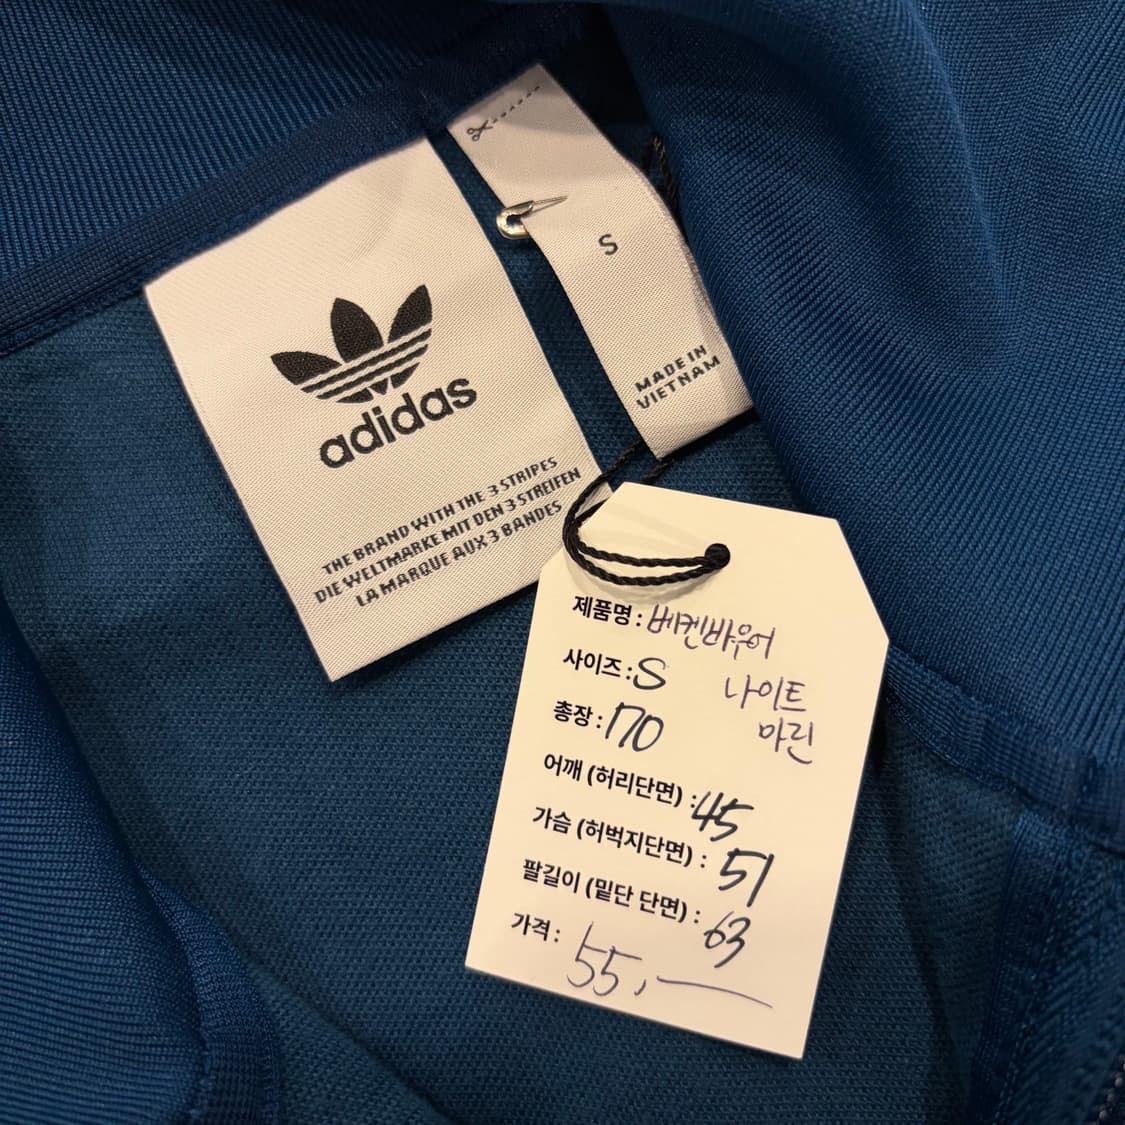 adidas
THE BRAND WITH THE 3 STRIPES
DIE WELTMARKE MIT DEN 3 STREIFEN
LA MARQUE AUX 3 BANDES
S
MADE IN
VIETNAM
제품명 : 베켄바우어
나이트
마린
사이즈 : S
총장 : 170
어깨 (허리단면) : 45
가슴 (허벅지단면) : 51
팔길이 (밑단 단면) : 63
가격 : 55,—